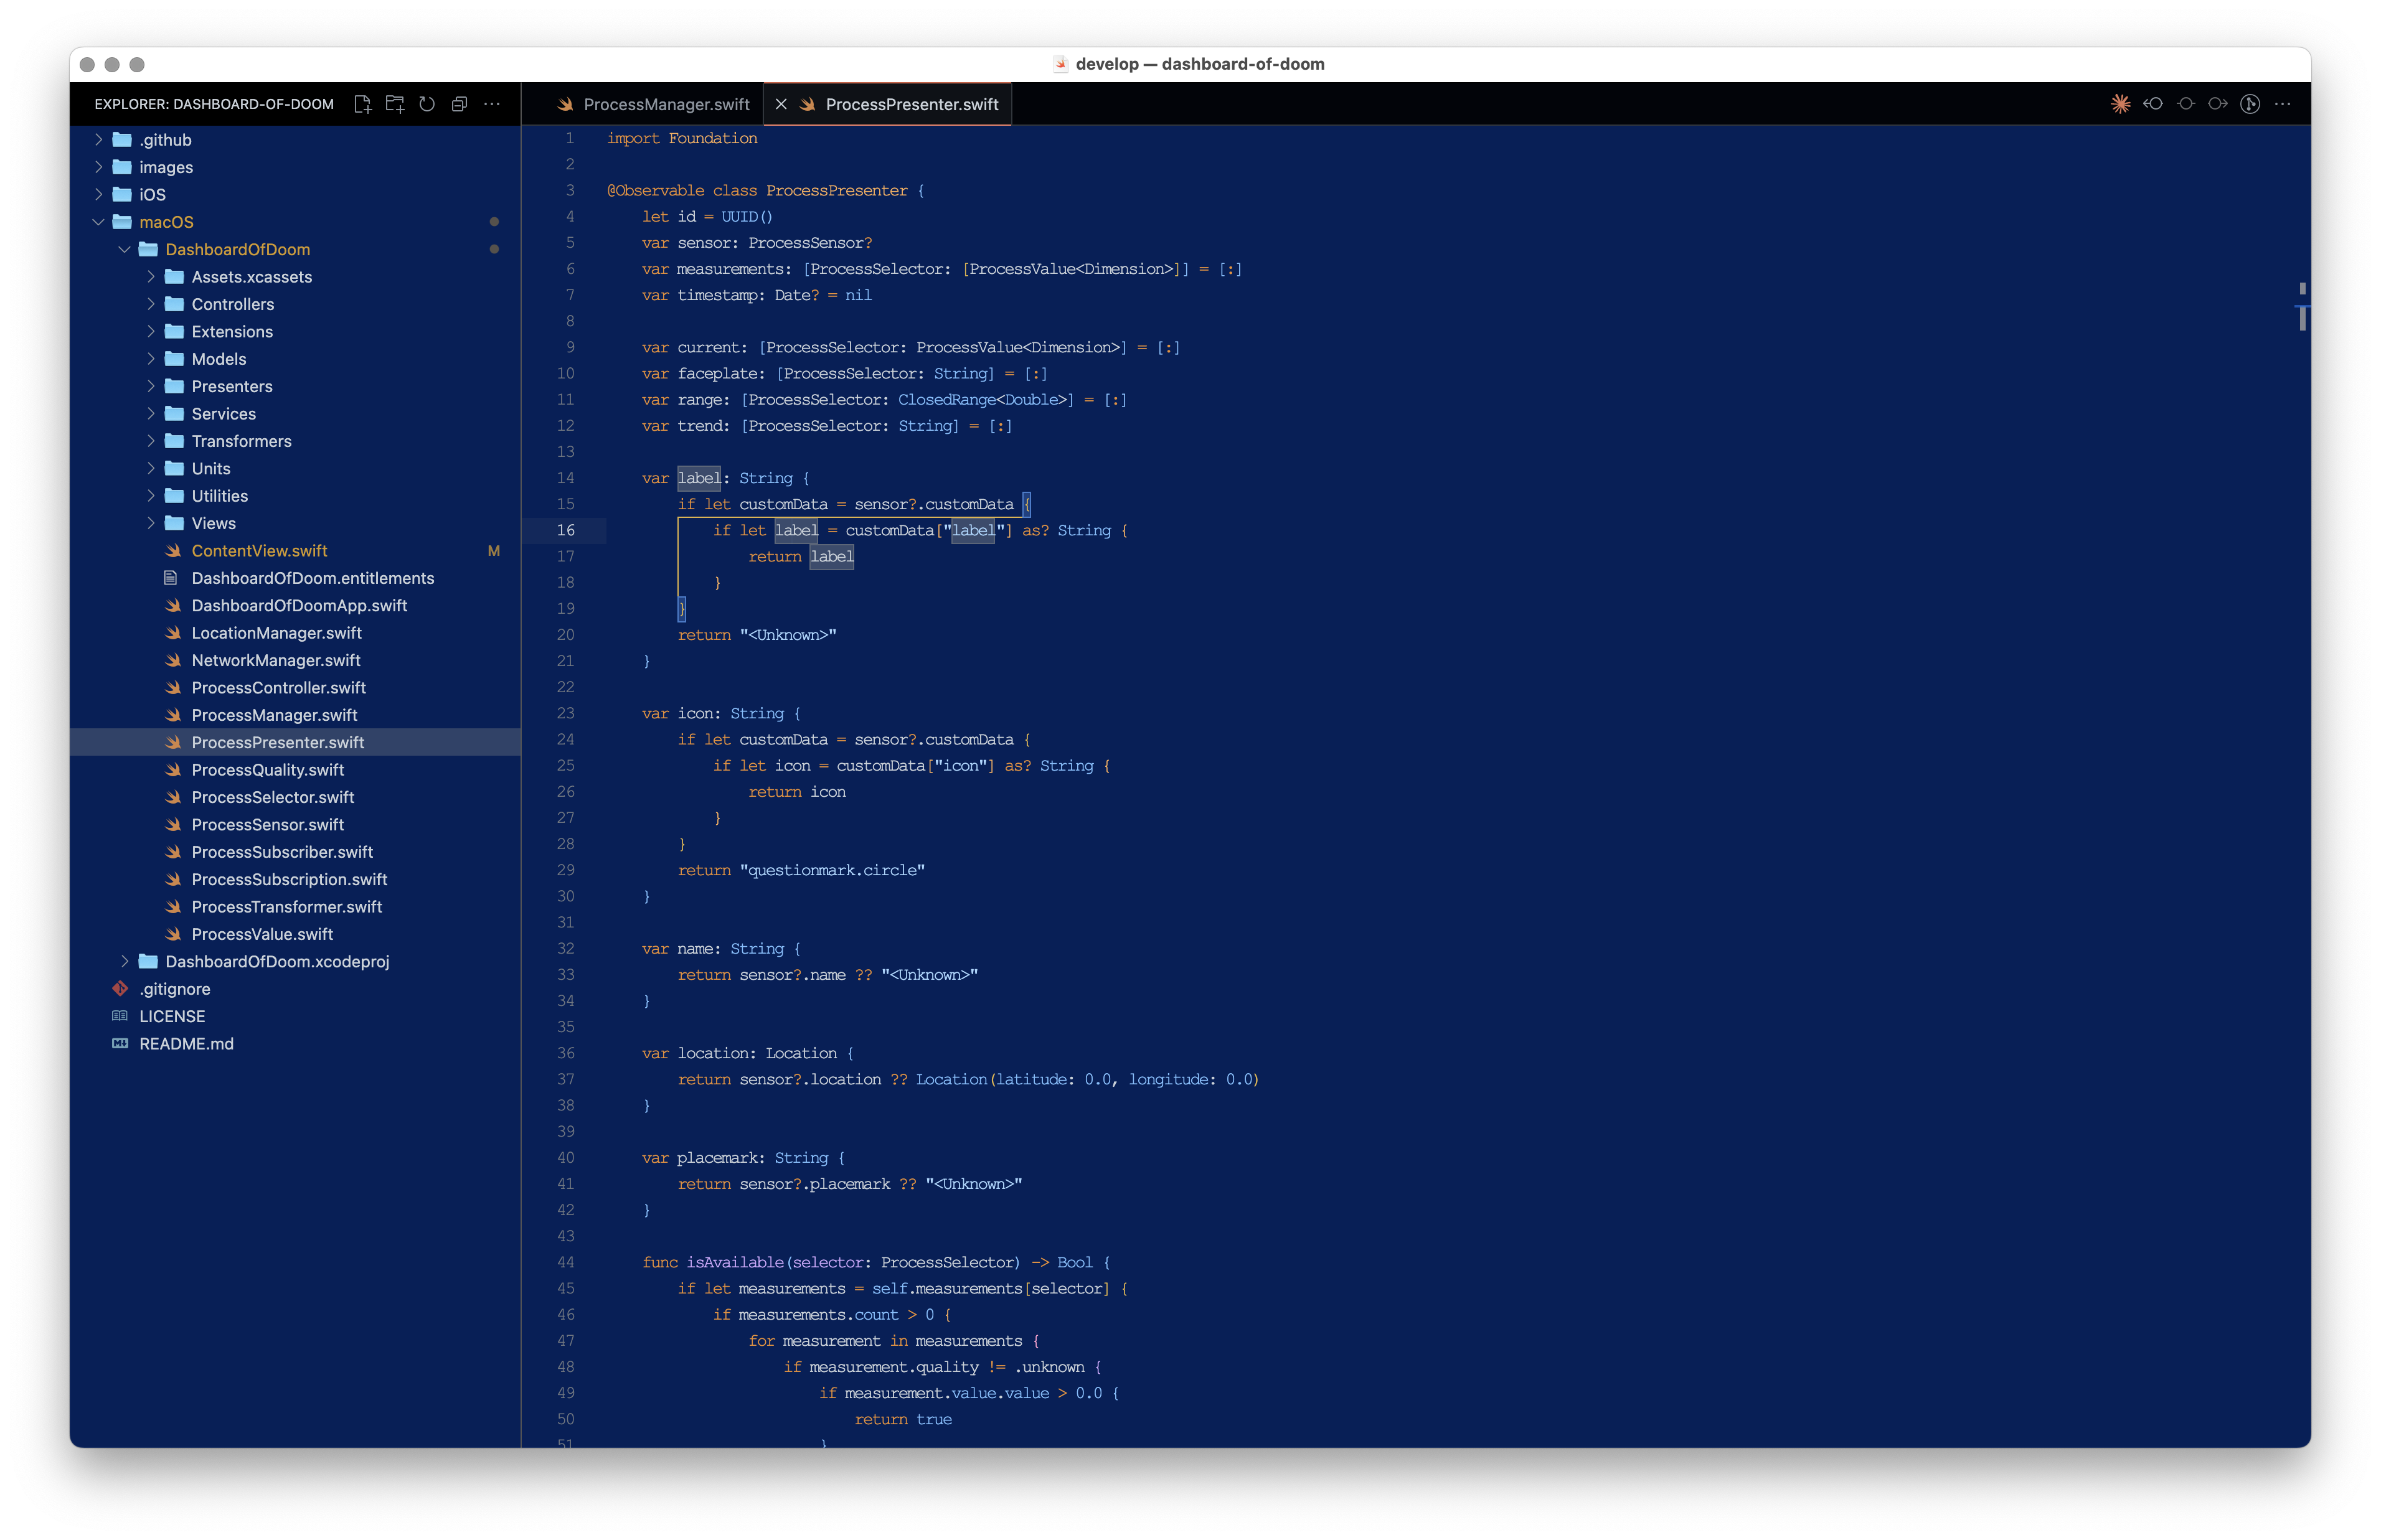 develop — dashboard-of-doom
EXPLORER: DASHBOARD-OF-DOOM
.github
images
iOS
macOS
DashboardOfDoom
Assets.xcassets
Controllers
Extensions
Models
Presenters
Services
Transformers
Units
Utilities
Views
ContentView.swift M
DashboardOfDoom.entitlements
DashboardOfDoomApp.swift
LocationManager.swift
NetworkManager.swift
ProcessController.swift
ProcessManager.swift
ProcessPresenter.swift
ProcessQuality.swift
ProcessSelector.swift
ProcessSensor.swift
ProcessSubscriber.swift
ProcessSubscription.swift
ProcessTransformer.swift
ProcessValue.swift
DashboardOfDoom.xcodeproj
.gitignore
LICENSE
README.md
ProcessManager.swift
ProcessPresenter.swift
1 import Foundation
2
3 @Observable class ProcessPresenter {
4     let id = UUID()
5     var sensor: ProcessSensor?
6     var measurements: [ProcessSelector: [ProcessValue<Dimension>]] = [:]
7     var timestamp: Date? = nil
8
9     var current: [ProcessSelector: ProcessValue<Dimension>] = [:]
10     var faceplate: [ProcessSelector: String] = [:]
11     var range: [ProcessSelector: ClosedRange<Double>] = [:]
12     var trend: [ProcessSelector: String] = [:]
13
14     var label: String {
15         if let customData = sensor?.customData {
16             if let label = customData["label"] as? String {
17                 return label
18             }
19         }
20         return "<Unknown>"
21     }
22
23     var icon: String {
24         if let customData = sensor?.customData {
25             if let icon = customData["icon"] as? String {
26                 return icon
27             }
28         }
29         return "questionmark.circle"
30     }
31
32     var name: String {
33         return sensor?.name ?? "<Unknown>"
34     }
35
36     var location: Location {
37         return sensor?.location ?? Location(latitude: 0.0, longitude: 0.0)
38     }
39
40     var placemark: String {
41         return sensor?.placemark ?? "<Unknown>"
42     }
43
44     func isAvailable(selector: ProcessSelector) -> Bool {
45         if let measurements = self.measurements[selector] {
46             if measurements.count > 0 {
47                 for measurement in measurements {
48                     if measurement.quality != .unknown {
49                         if measurement.value.value > 0.0 {
50                             return true
51                         }